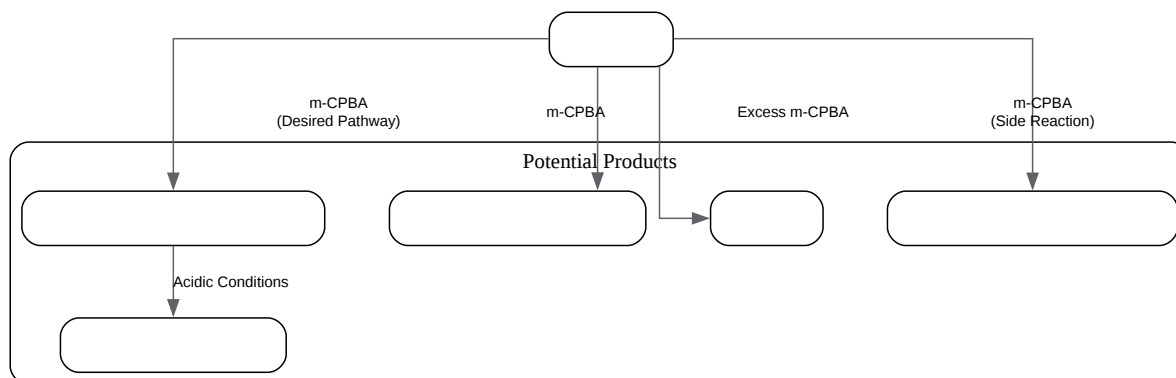 m-CPBA
(Desired Pathway)
m-CPBA
Excess m-CPBA
m-CPBA
(Side Reaction)
Potential Products
Acidic Conditions